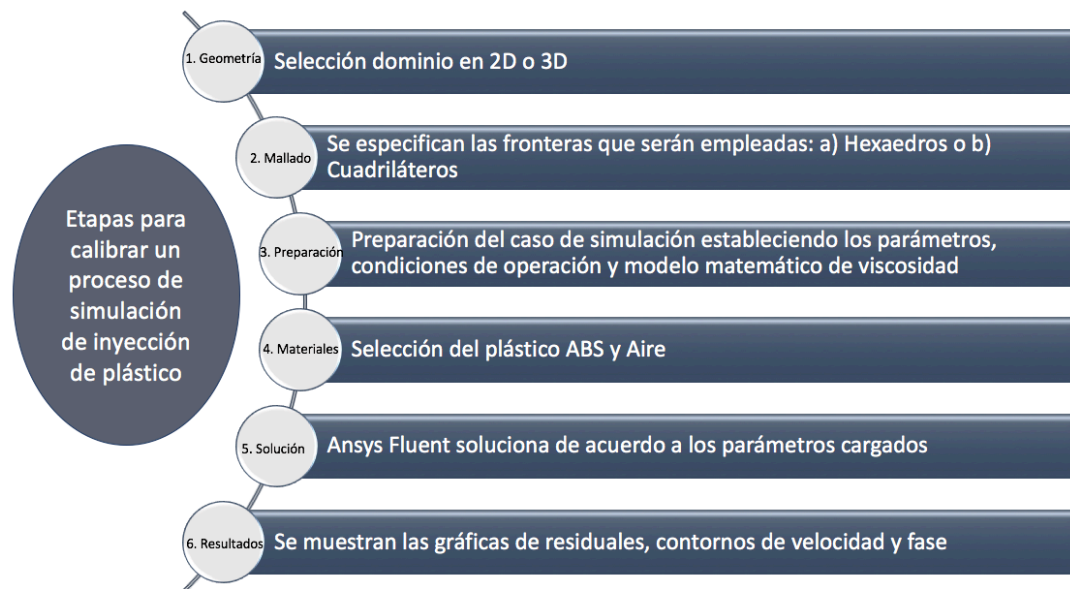 Etapas para
calibrar un
proceso de
simulación
de inyección
de plástico
1. Geometría
Selección dominio en 2D o 3D
2. Mallado
Se especifican las fronteras que serán empleadas: a) Hexaedros o b)
Cuadriláteros
3. Preparación
Preparación del caso de simulación estableciendo los parámetros,
condiciones de operación y modelo matemático de viscosidad
4. Materiales
Selección del plástico ABS y Aire
5. Solución
Ansys Fluent soluciona de acuerdo a los parámetros cargados
6. Resultados
Se muestran las gráficas de residuales, contornos de velocidad y fase